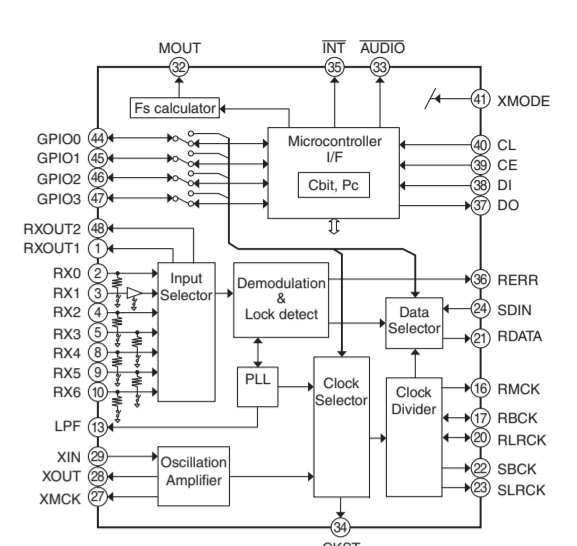 MOUT
INT
AUDIO
32
35
33
Fs calculator
41
XMODE
GPIO0
44
GPIO1
45
GPIO2
46
GPIO3
47
Microcontroller
I/F
Cbit, Pc
40
CL
39
CE
38
DI
37
DO
RXOUT2
48
RXOUT1
1
RX0
2
RX1
3
RX2
4
RX3
5
RX4
8
RX5
9
RX6
10
Input
Selector
Demodulation
&
Lock detect
Data
Selector
36
RERR
24
SDIN
21
RDATA
PLL
Clock
Selector
Clock
Divider
16
RMCK
17
RBCK
20
RLRCK
22
SBCK
23
SLRCK
LPF
13
XIN
29
XOUT
28
XMCK
27
Oscillation
Amplifier
34